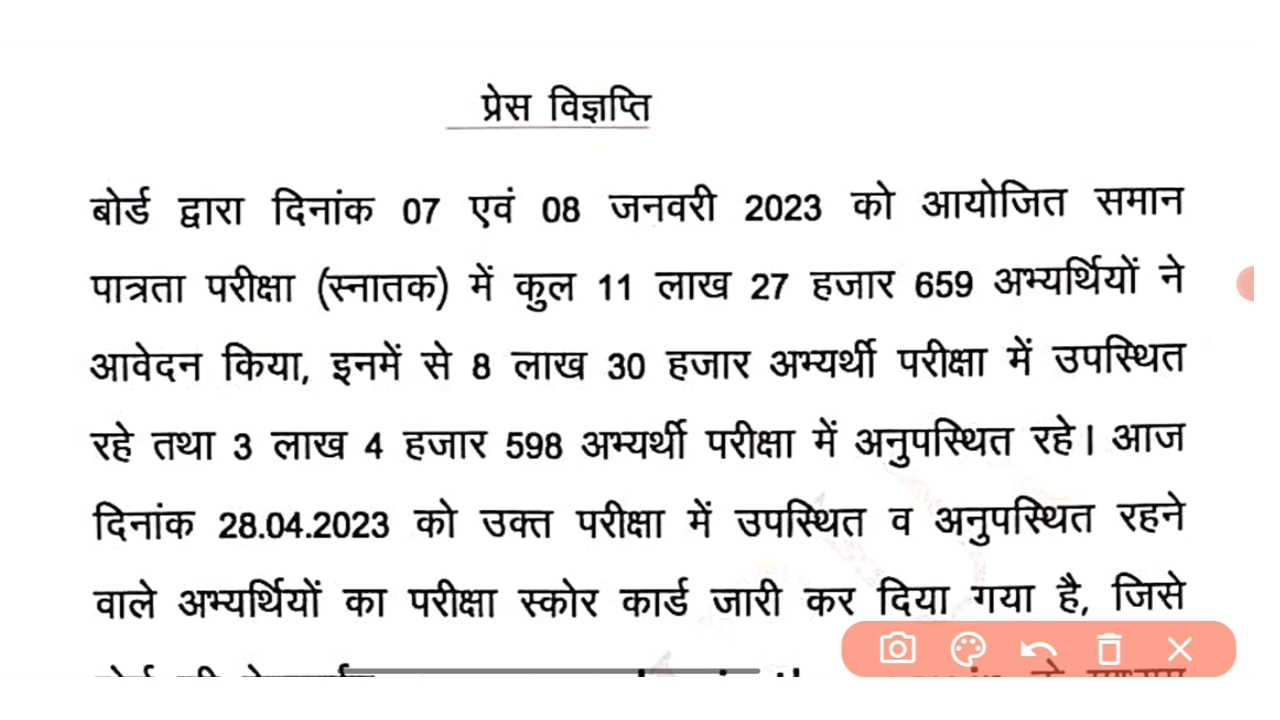 प्रेस विज्ञप्ति
बोर्ड द्वारा दिनांक 07 एवं 08 जनवरी 2023 को आयोजित समान
पात्रता परीक्षा (स्नातक) में कुल 11 लाख 27 हजार 659 अभ्यर्थियों ने
आवेदन किया, इनमें से 8 लाख 30 हजार अभ्यर्थी परीक्षा में उपस्थित
रहे तथा 3 लाख 4 हजार 598 अभ्यर्थी परीक्षा में अनुपस्थित रहे। आज
दिनांक 28.04.2023 को उक्त परीक्षा में उपस्थित व अनुपस्थित रहने
वाले अभ्यर्थियों का परीक्षा स्कोर कार्ड जारी कर दिया गया है, जिसे